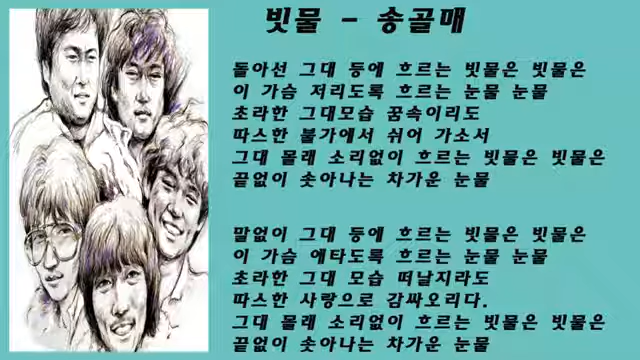 빗물 - 송골매
돌아선 그대 등에 흐르는 빗물은 빗물은
이 가슴 저리도록 흐르는 눈물 눈물
초라한 그대모습 꿈속이리도
따스한 불가에서 쉬어 가소서
그대 몰래 소리없이 흐르는 빗물은 빗물은
끝없이 솟아나는 차가운 눈물
말없이 그대 등에 흐르는 빗물은 빗물은
이 가슴 에타도록 흐르는 눈물 눈물
초라한 그대 모습 떠날지라도
따스한 사랑으로 감싸오리다.
그대 몰래 소리없이 흐르는 빗물은 빗물은
끝없이 솟아나는 차가운 눈물